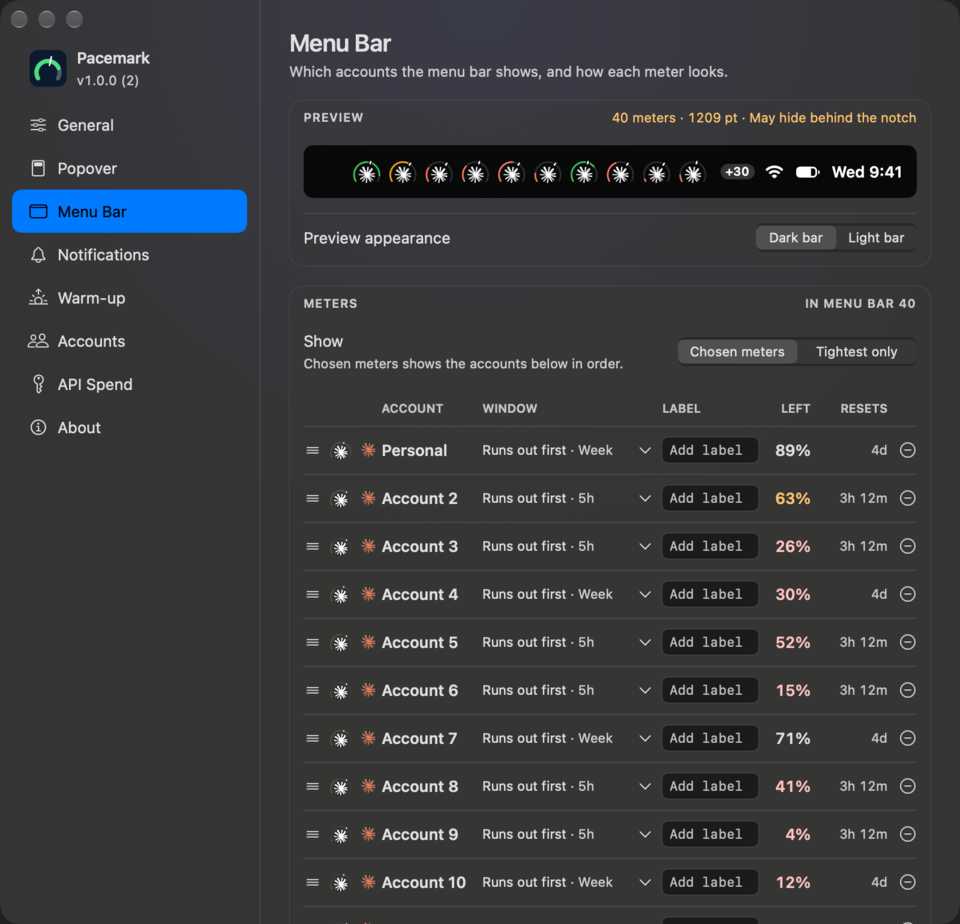 Pacemark
v1.0.0 (2)
General
Popover
Menu Bar
Notifications
Warm-up
Accounts
API Spend
About
Menu Bar
Which accounts the menu bar shows, and how each meter looks.
PREVIEW 40 meters · 1209 pt · May hide behind the notch
+30 Wed 9:41
Preview appearance Dark bar Light bar
METERS IN MENU BAR 40
Show
Chosen meters shows the accounts below in order.
Chosen meters Tightest only
ACCOUNT WINDOW LABEL LEFT RESETS
Personal Runs out first · Week Add label 89% 4d
Account 2 Runs out first · 5h Add label 63% 3h 12m
Account 3 Runs out first · 5h Add label 26% 3h 12m
Account 4 Runs out first · Week Add label 30% 4d
Account 5 Runs out first · 5h Add label 52% 3h 12m
Account 6 Runs out first · 5h Add label 15% 3h 12m
Account 7 Runs out first · Week Add label 71% 4d
Account 8 Runs out first · 5h Add label 41% 3h 12m
Account 9 Runs out first · 5h Add label 4% 3h 12m
Account 10 Runs out first · Week Add label 12% 4d